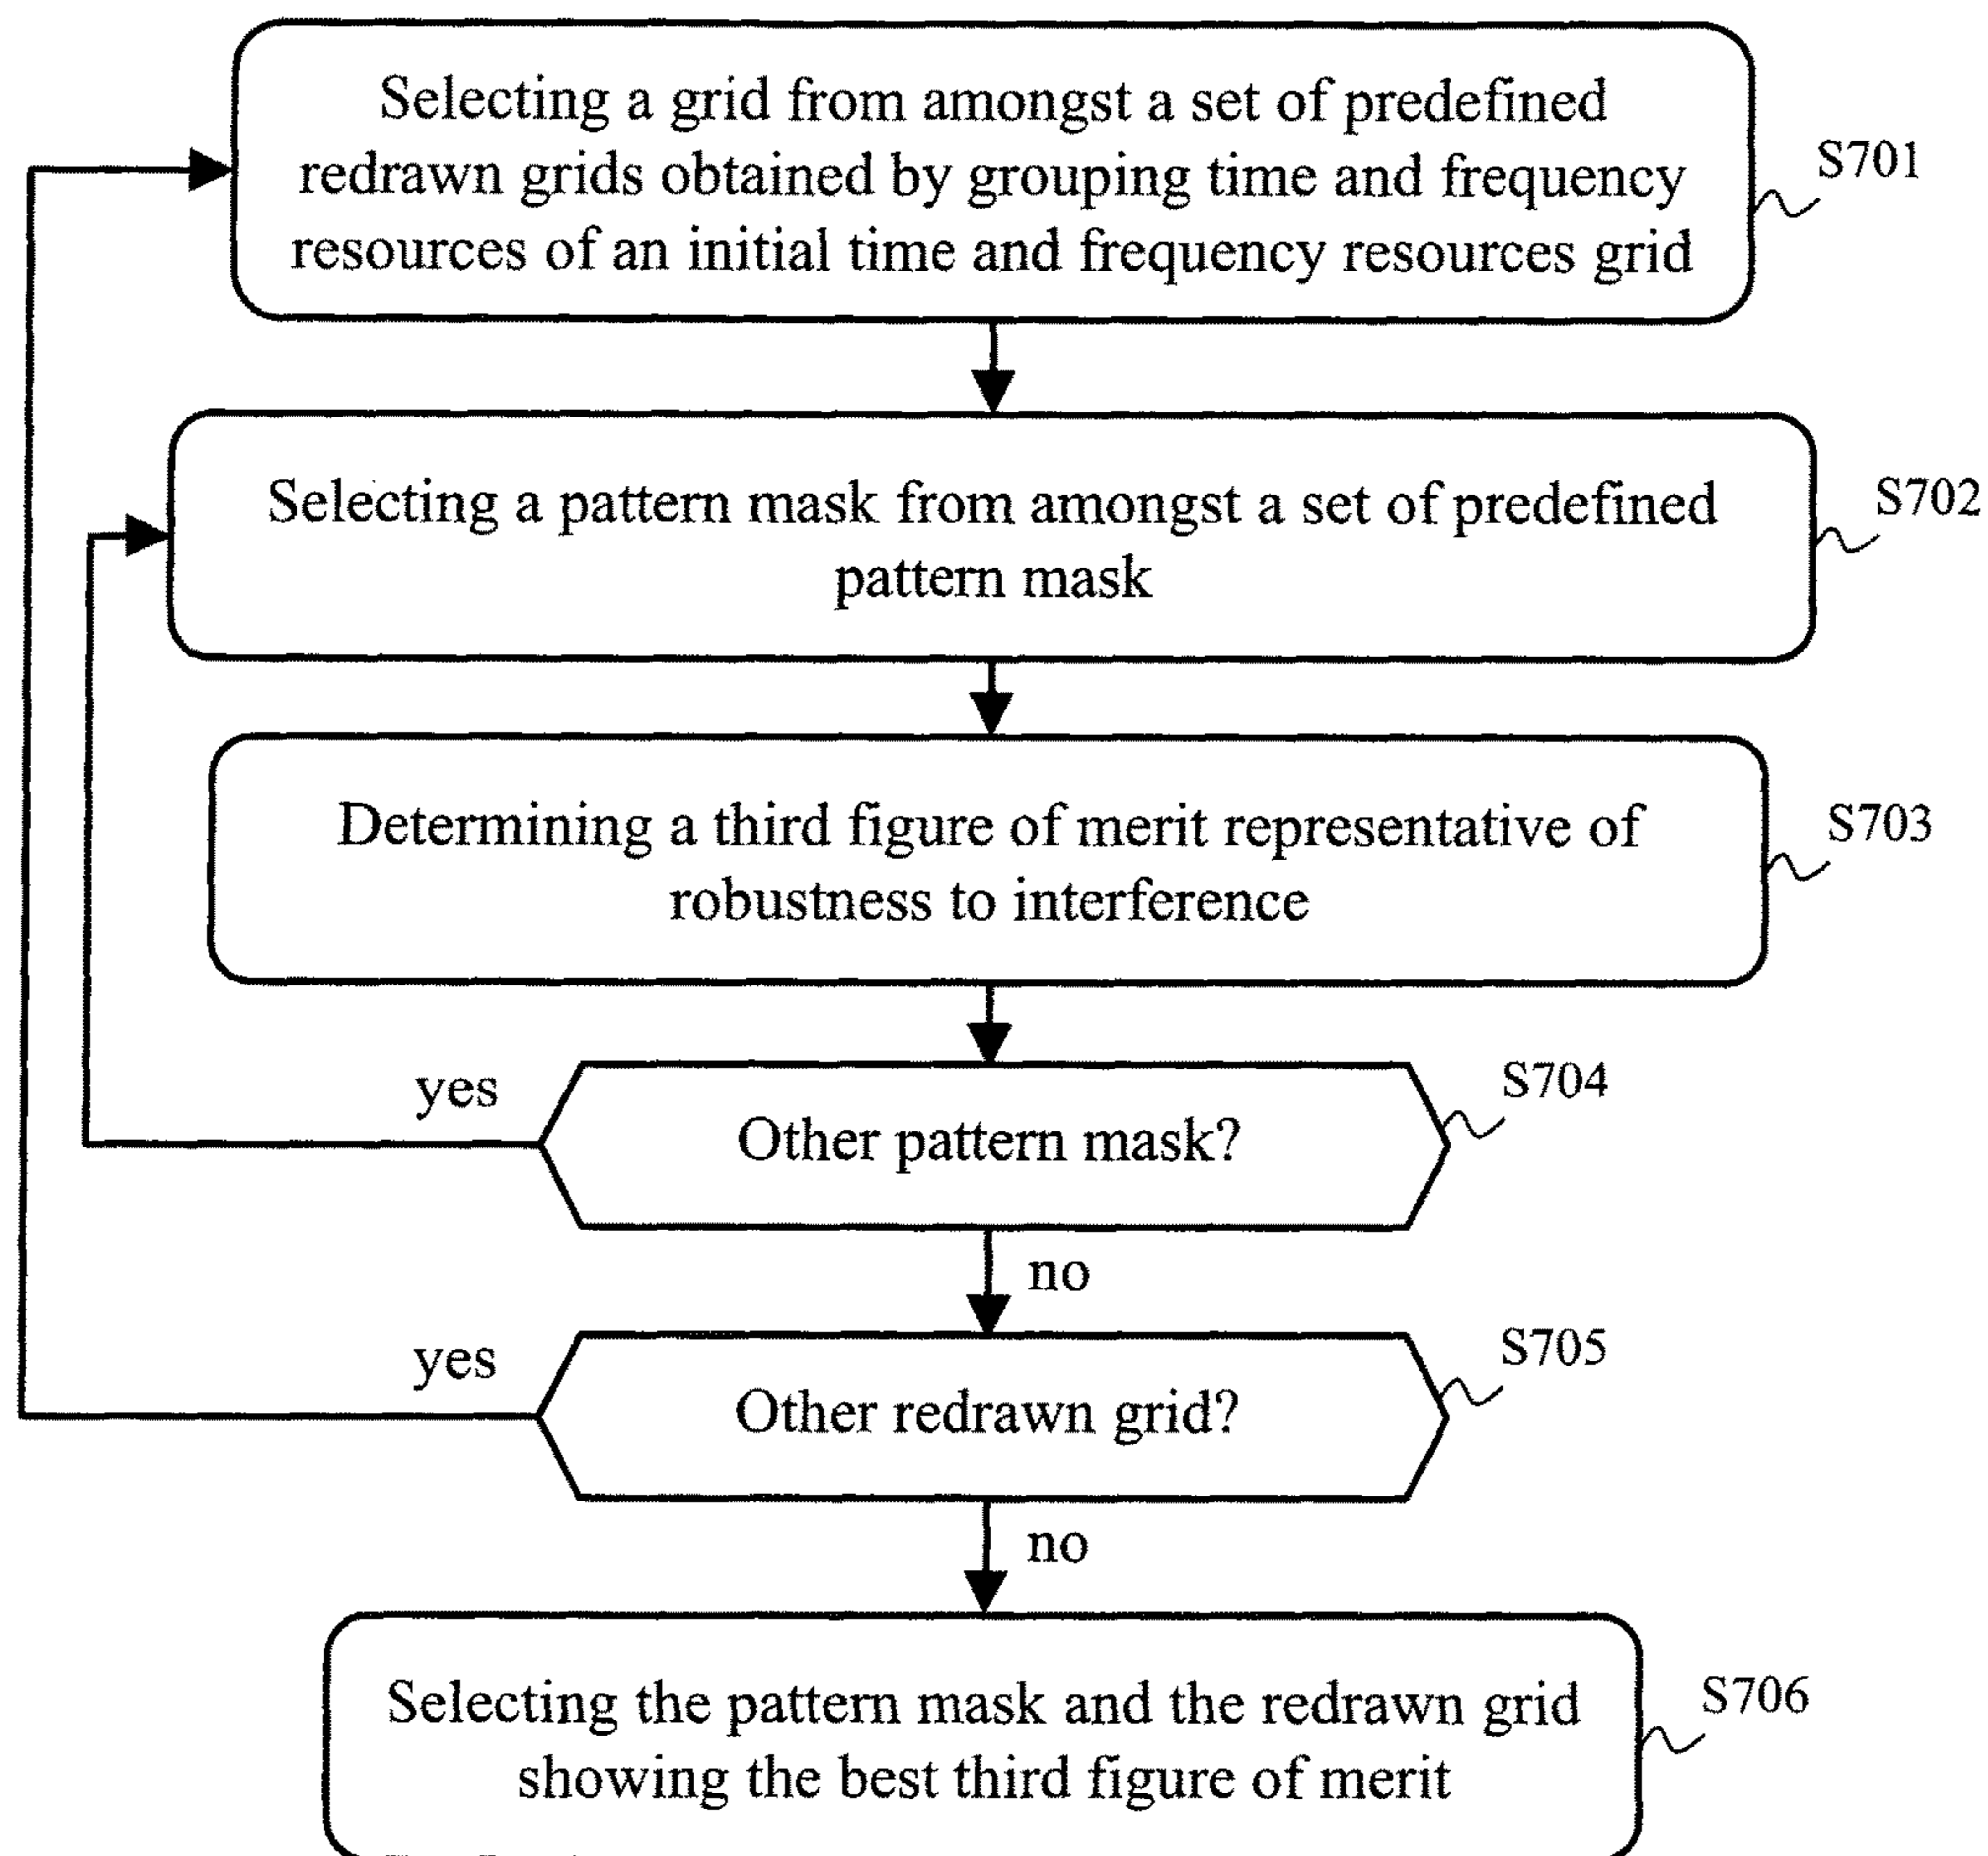 Selecting a grid from amongst a set of predefined
redrawn grids obtained by grouping time and frequency
resources of an initial time and frequency resources grid
S701
Selecting a pattern mask from amongst a set of predefined
pattern mask
S702
Determining a third figure of merit representative of
robustness to interference
S703
yes
Other pattern mask?
S704
no
yes
Other redrawn grid?
S705
no
Selecting the pattern mask and the redrawn grid
showing the best third figure of merit
S706